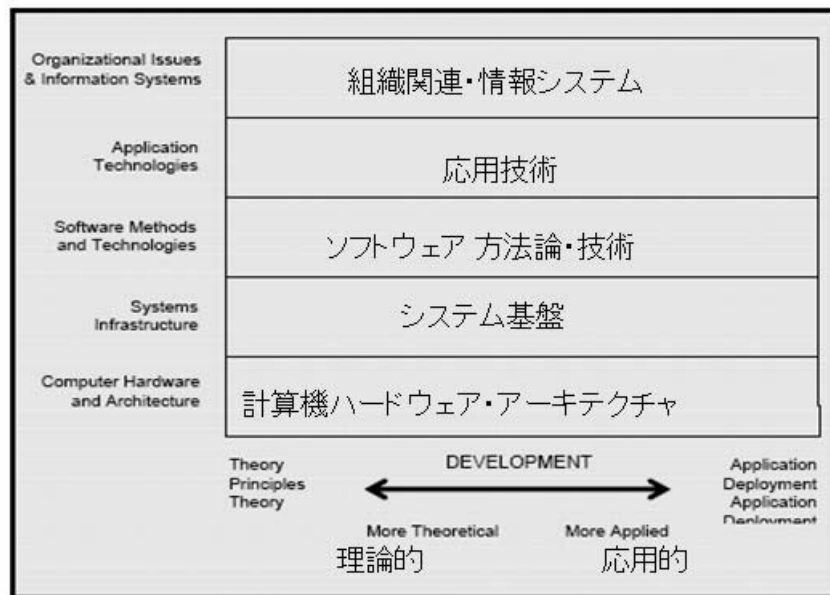 Organizational Issues
& Information Systems
組織関連・情報システム
Application
Technologies
応用技術
Software Methods
and Technologies
ソフトウェア 方法論・技術
Systems
Infrastructure
システム基盤
Computer Hardware
and Architecture
計算機ハードウェア・アーキテクチャ
Theory
Principles
Theory
DEVELOPMENT
Application
Deployment
Application
Deployment
More Theoretical
More Applied
理論的
応用的